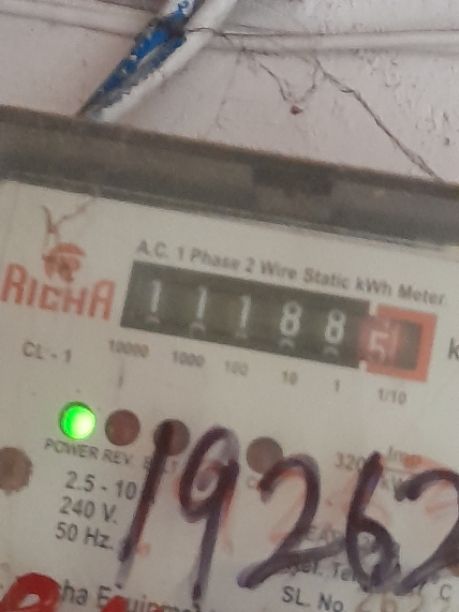 A.C. 1 Phase 2 Wire Static kWh Meter
RICHA
1 1 1 8 8 5
k
CL - 1
10000 1000 100 10 1 1/10
POWER REV.
320
2.5 - 10
240 V.
50 Hz.
19262
SL. No